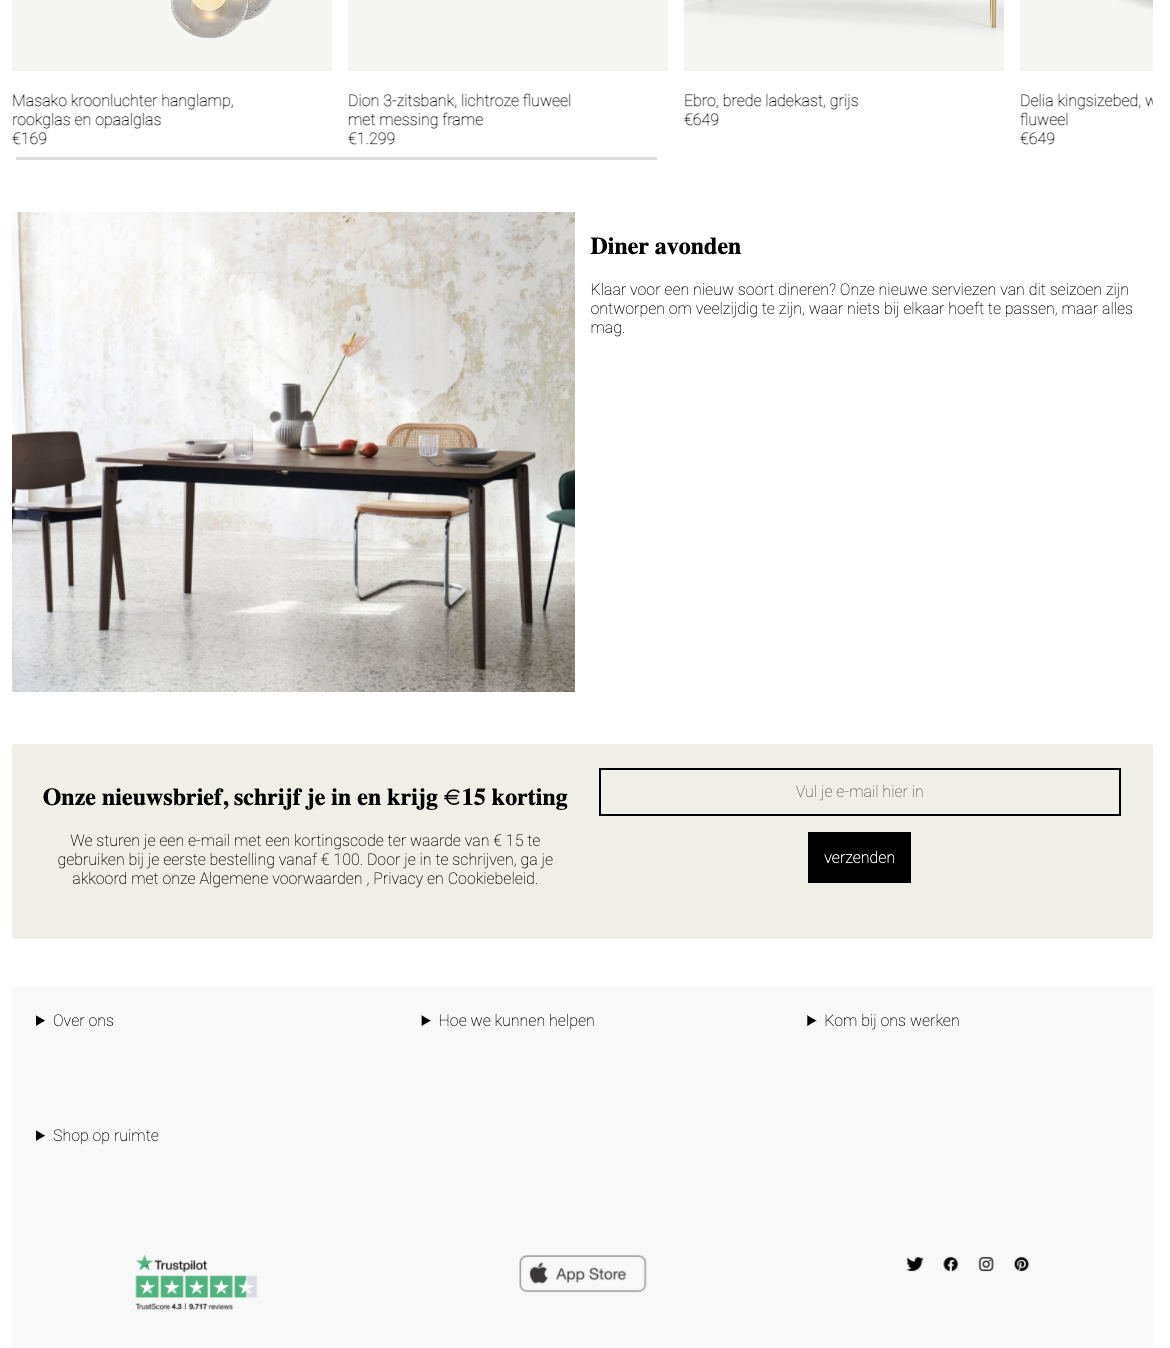 Masako kroonluchter hanglamp,
rookglas en opaalglas
€169
Dion 3-zitsbank, lichtroze fluweel
met messing frame
€1.299
Ebro, brede ladekast, grijs
€649
Delia kingsizebed,
fluweel
€649
Diner avonden
Klaar voor een nieuw soort dineren? Onze nieuwe serviezen van dit seizoen zijn
ontworpen om veelzijdig te zijn, waar niets bij elkaar hoeft te passen, maar alles
mag.
Onze nieuwsbrief, schrijf je in en krijg €15 korting
We sturen je een e-mail met een kortingscode ter waarde van € 15 te
gebruiken bij je eerste bestelling vanaf € 100. Door je in te schrijven, ga je
akkoord met onze Algemene voorwaarden , Privacy en Cookiebeleid.
Vul je e-mail hier in
verzenden
Over ons
Hoe we kunnen helpen
Kom bij ons werken
Shop op ruimte
Trustpilot
TrustScore 4.3 | 9.717 reviews
App Store